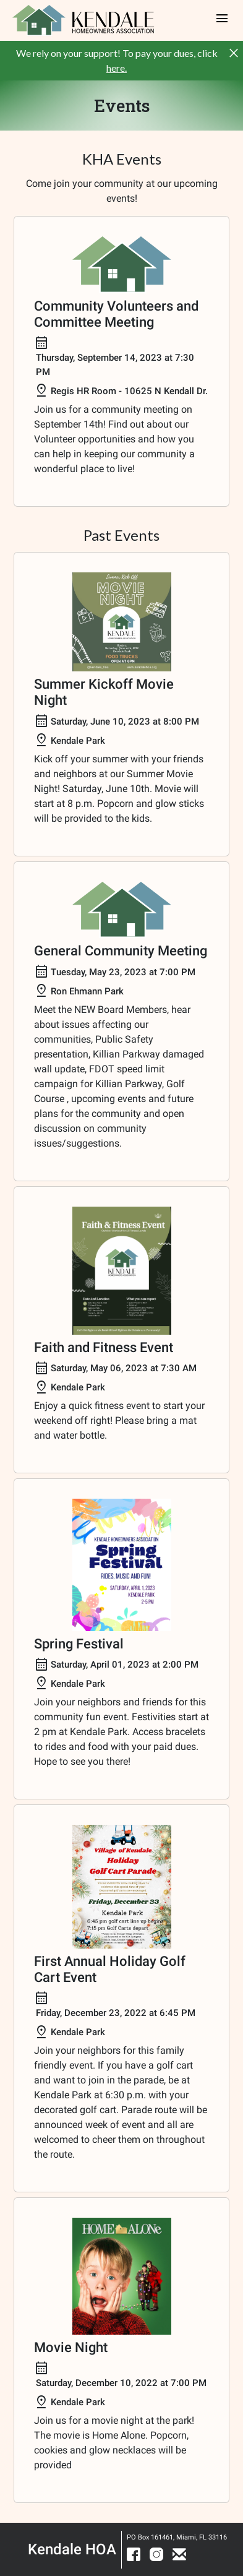 KENDALE
HOMEOWNERS ASSOCIATION
We rely on your support! To pay your dues, click
here.
Events
KHA Events
Come join your community at our upcoming
events!
Community Volunteers and
Committee Meeting
Thursday, September 14, 2023 at 7:30
PM
Regis HR Room - 10625 N Kendall Dr.
Join us for a community meeting on
September 14th! Find out about our
Volunteer opportunities and how you
can help in keeping our community a
wonderful place to live!
Past Events
Summer Kick Off
MOVIE
NIGHT
KENDALE
FOOD TRUCKS
OPEN AT 6PM
Summer Kickoff Movie
Night
Saturday, June 10, 2023 at 8:00 PM
Kendale Park
Kick off your summer with your friends
and neighbors at our Summer Movie
Night! Saturday, June 10th. Movie will
start at 8 p.m. Popcorn and glow sticks
will be provided to the kids.
General Community Meeting
Tuesday, May 23, 2023 at 7:00 PM
Ron Ehmann Park
Meet the NEW Board Members, hear
about issues affecting our
communities, Public Safety
presentation, Killian Parkway damaged
wall update, FDOT speed limit
campaign for Killian Parkway, Golf
Course , upcoming events and future
plans for the community and open
discussion on community
issues/suggestions.
Faith & Fitness Event
KENDALE
Faith and Fitness Event
Saturday, May 06, 2023 at 7:30 AM
Kendale Park
Enjoy a quick fitness event to start your
weekend off right! Please bring a mat
and water bottle.
KENDALE HOMEOWNERS ASSOCIATION
Spring
Festival
RIDES, MUSIC AND FUN!
SATURDAY, APRIL 1, 2023
KENDALE PARK
2-5PM
Spring Festival
Saturday, April 01, 2023 at 2:00 PM
Kendale Park
Join your neighbors and friends for this
community fun event. Festivities start at
2 pm at Kendale Park. Access bracelets
to rides and food with your paid dues.
Hope to see you there!
Village of Kendale
Holiday
Golf Cart Parade
Friday, December 23
Kendale Park
6:45 pm golf cart line up
7:15 pm Golf Carts depart
First Annual Holiday Golf
Cart Event
Friday, December 23, 2022 at 6:45 PM
Kendale Park
Join your neighbors for this family
friendly event. If you have a golf cart
and want to join in the parade, be at
Kendale Park at 6:30 p.m. with your
decorated golf cart. Parade route will be
announced week of event and all are
welcomed to cheer them on throughout
the route.
HOME ALONe
Movie Night
Saturday, December 10, 2022 at 7:00 PM
Kendale Park
Join us for a movie night at the park!
The movie is Home Alone. Popcorn,
cookies and glow necklaces will be
provided
Kendale HOA
PO Box 161461, Miami, FL 33116